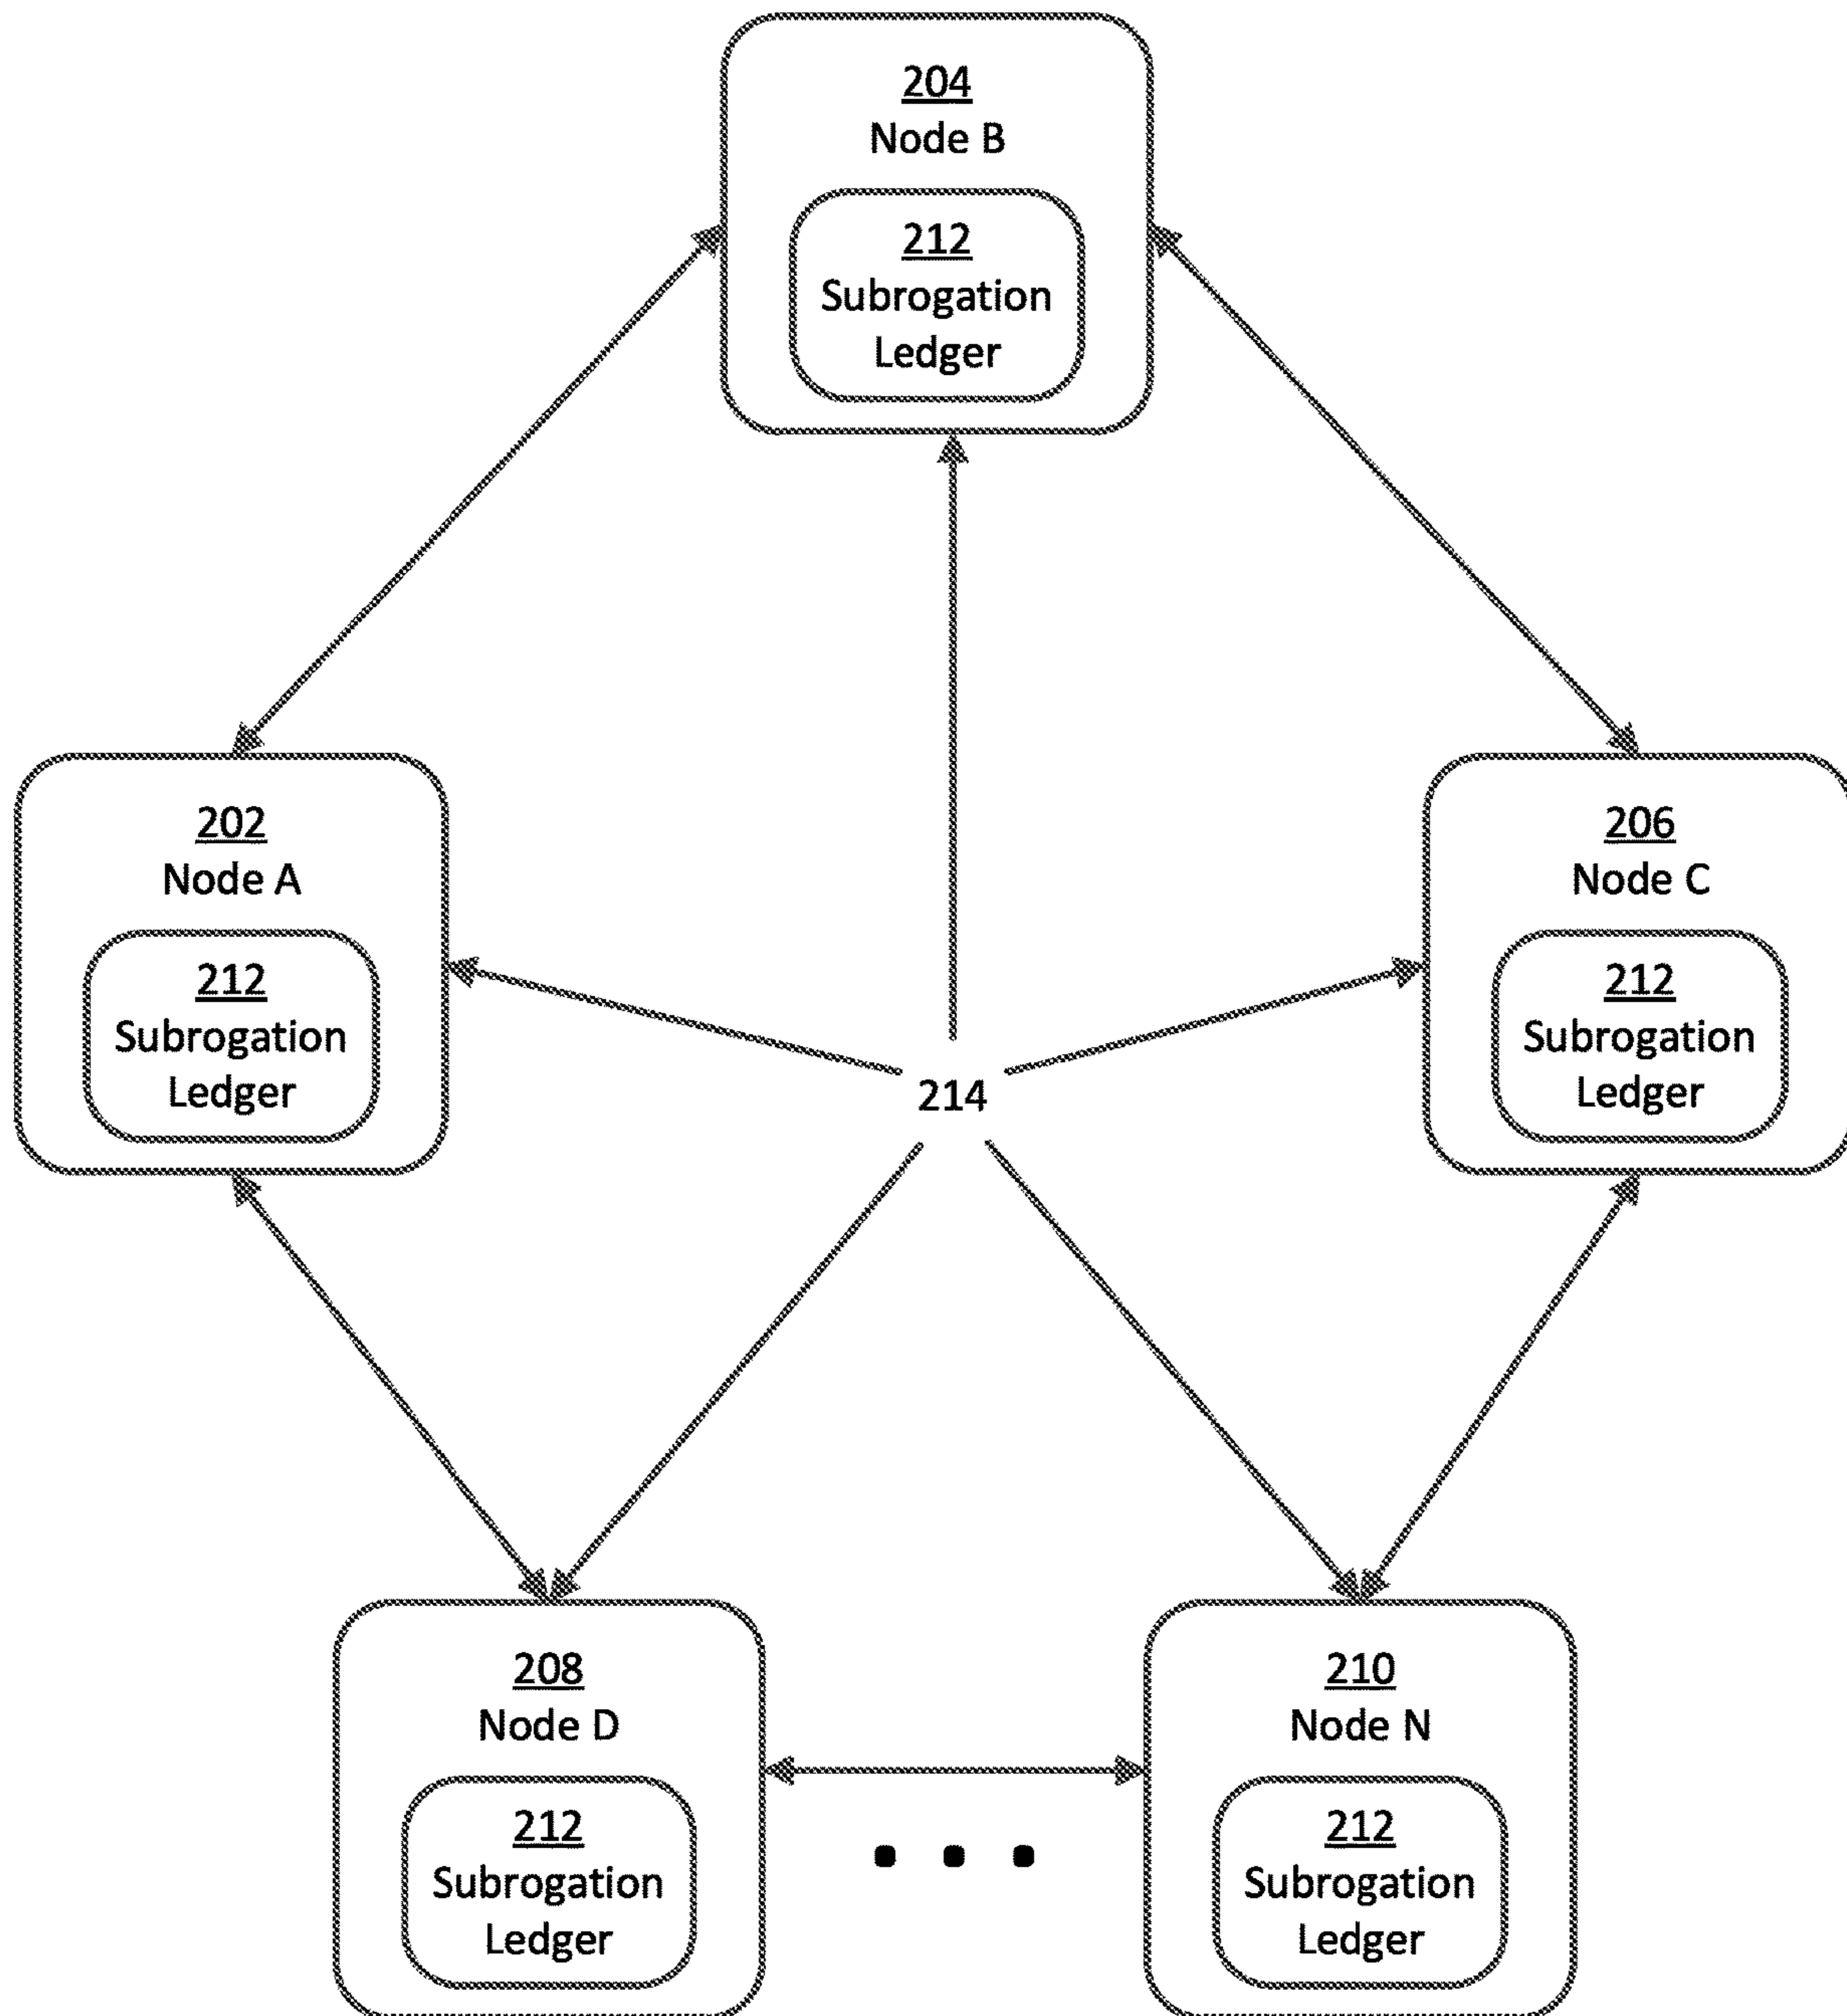 204
Node B
212
Subrogation
Ledger
202
Node A
212
Subrogation
Ledger
206
Node C
212
Subrogation
Ledger
214
208
Node D
212
Subrogation
Ledger
210
Node N
212
Subrogation
Ledger